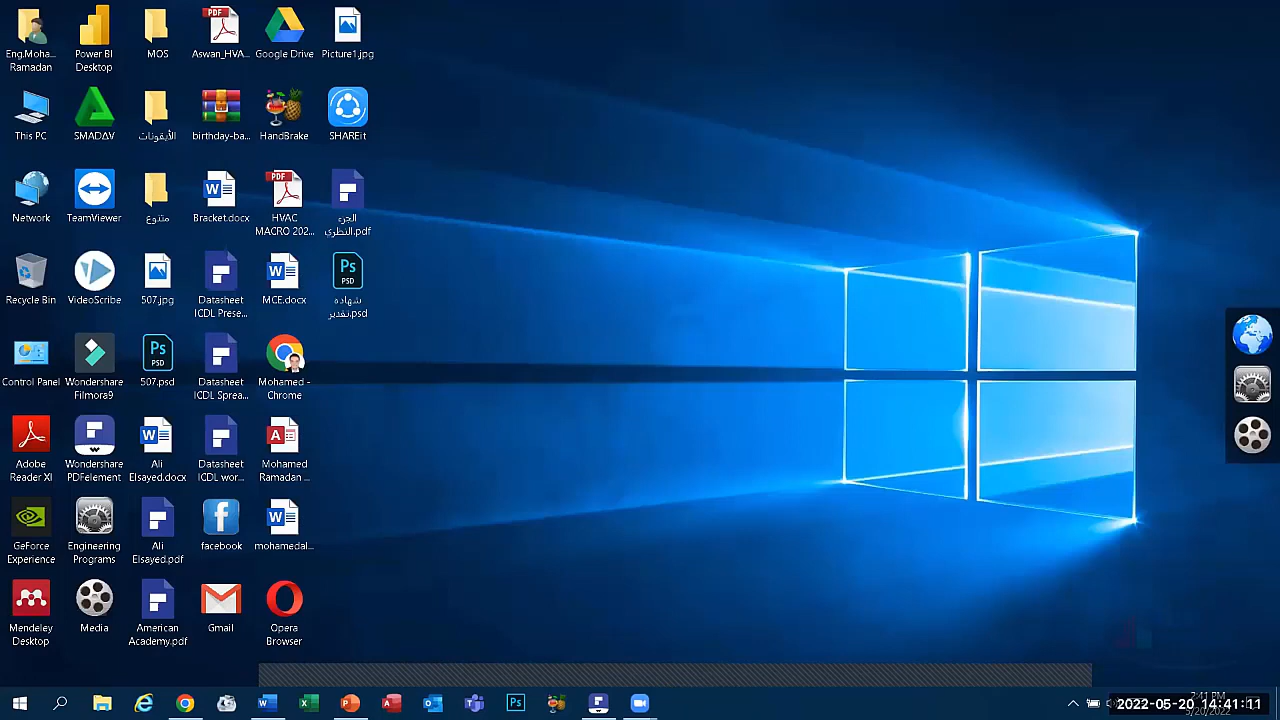 Eng.Moha...
Ramadan
Power BI
Desktop
MOS
Aswan_HVA...
Google Drive
Picture1.jpg
This PC
SMADAV
الأيقونات
birthday-ba...
HandBrake
SHAREit
Network
TeamViewer
متنوع
Bracket.docx
HVAC
MACRO 202...
الجزء
النظري.pdf
Recycle Bin
VideoScribe
507.jpg
Datasheet
ICDL Prese...
MCE.docx
شهاده
تقدير.psd
Control Panel
Wondershare
Filmora9
507.psd
Datasheet
ICDL Sprea...
Mohamed -
Chrome
Adobe
Reader XI
Wondershare
PDFelement
Ali
Elsayed.docx
Datasheet
ICDL wor...
Mohamed
Ramadan ...
GeForce
Experience
Engineering
Programs
Ali
Elsayed.pdf
facebook
mohamedal...
Mendeley
Desktop
Media
American
Academy.pdf
Gmail
Opera
Browser
2022-05-20 14:41:11